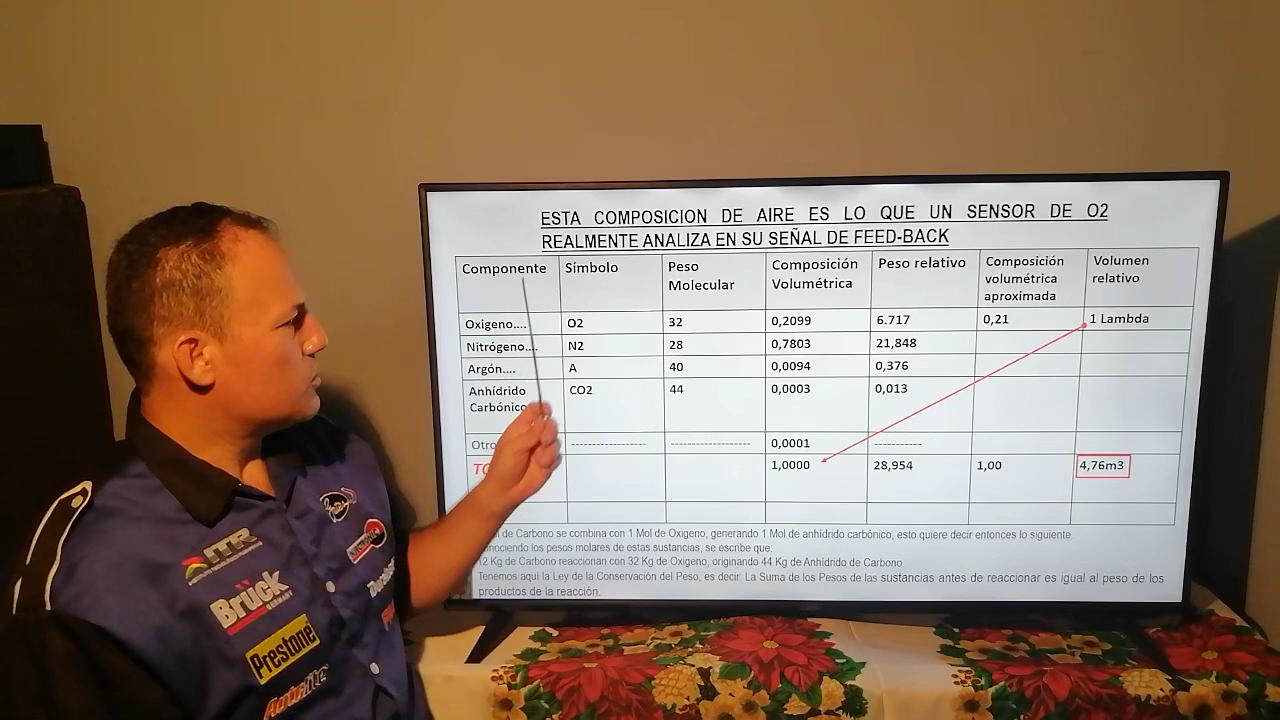 ESTA COMPOSICION DE AIRE ES LO QUE UN SENSOR DE O2
REALMENTE ANALIZA EN SU SEÑAL DE FEED-BACK
Componente Símbolo Peso Molecular Composición Volumétrica Peso relativo Composición volumétrica aproximada Volumen relativo
Oxigeno.... O2 32 0,2099 6.717 0,21 1 Lambda
Nitrógeno.... N2 28 0,7803 21,848
Argón.... A 40 0,0094 0,376
Anhídrido Carbónico CO2 44 0,0003 0,013
Otro ------------------ ------------------- 0,0001 -----------
1,0000 28,954 1,00 4,76m3
de Carbono se combina con 1 Mol de Oxigeno, generando 1 Mol de anhídrido carbónico, esto quiere decir entonces lo siguiente
los pesos molares de estas sustancias, se escribe que:
12 Kg de Carbono reaccionan con 32 Kg de Oxigeno, originando 44 Kg de Anhídrido de Carbono
Tenemos aquí la Ley de la Conservación del Peso, es decir. La Suma de los Pesos de las sustancias antes de reaccionar es igual al peso de los
productos de la reacción.
ITR
Brück
GERMANY
Prestone
Autolite